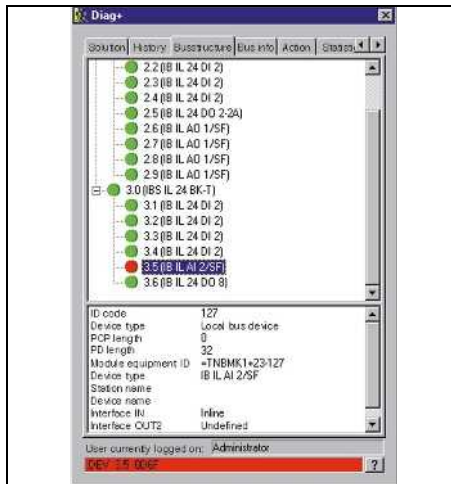 Diag+
Solution History Busstructure Bus info Action Statisti
2.2 (IB IL 24 DI 2)
2.3 (IB IL 24 DI 2)
2.4 (IB IL 24 DI 2)
2.5 (IB IL 24 DO 2-2A)
2.6 (IB IL AO 1/SF)
2.7 (IB IL AO 1/SF)
2.8 (IB IL AO 1/SF)
2.9 (IB IL AO 1/SF)
3.0 (IBS IL 24 BK-T)
3.1 (IB IL 24 DI 2)
3.2 (IB IL 24 DI 2)
3.3 (IB IL 24 DI 2)
3.4 (IB IL 24 DI 2)
3.5 (IB IL AI 2/SF)
3.6 (IB IL 24 DO 8)
ID code 127
Device type Local bus device
PCP length 0
PD length 32
Module equipment ID =TNBMK1+23-127
Device type IB IL AI 2/SF
Station name
Device name
Interface IN Inline
Interface OUT2 Undefined
User currently logged on: Administrator
DEV 3.5 0D6F ?